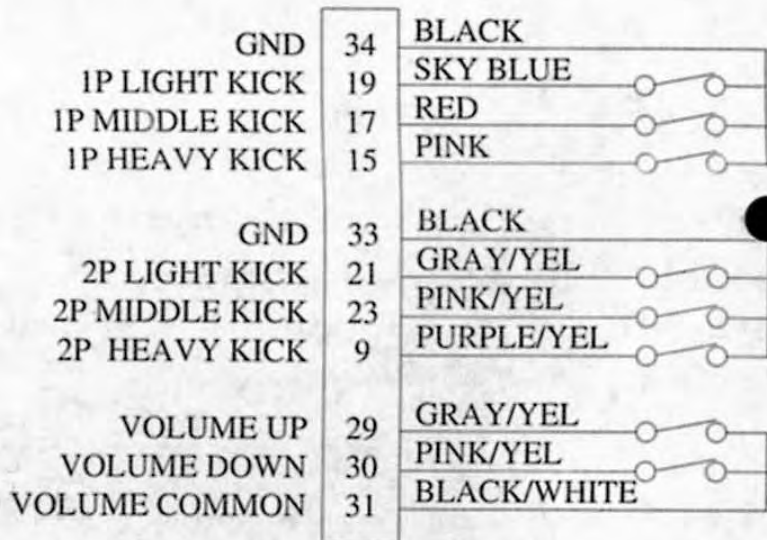 GND 34 BLACK
1P LIGHT KICK 19 SKY BLUE
1P MIDDLE KICK 17 RED
1P HEAVY KICK 15 PINK
GND 33 BLACK
2P LIGHT KICK 21 GRAY/YEL
2P MIDDLE KICK 23 PINK/YEL
2P HEAVY KICK 9 PURPLE/YEL
VOLUME UP 29 GRAY/YEL
VOLUME DOWN 30 PINK/YEL
VOLUME COMMON 31 BLACK/WHITE